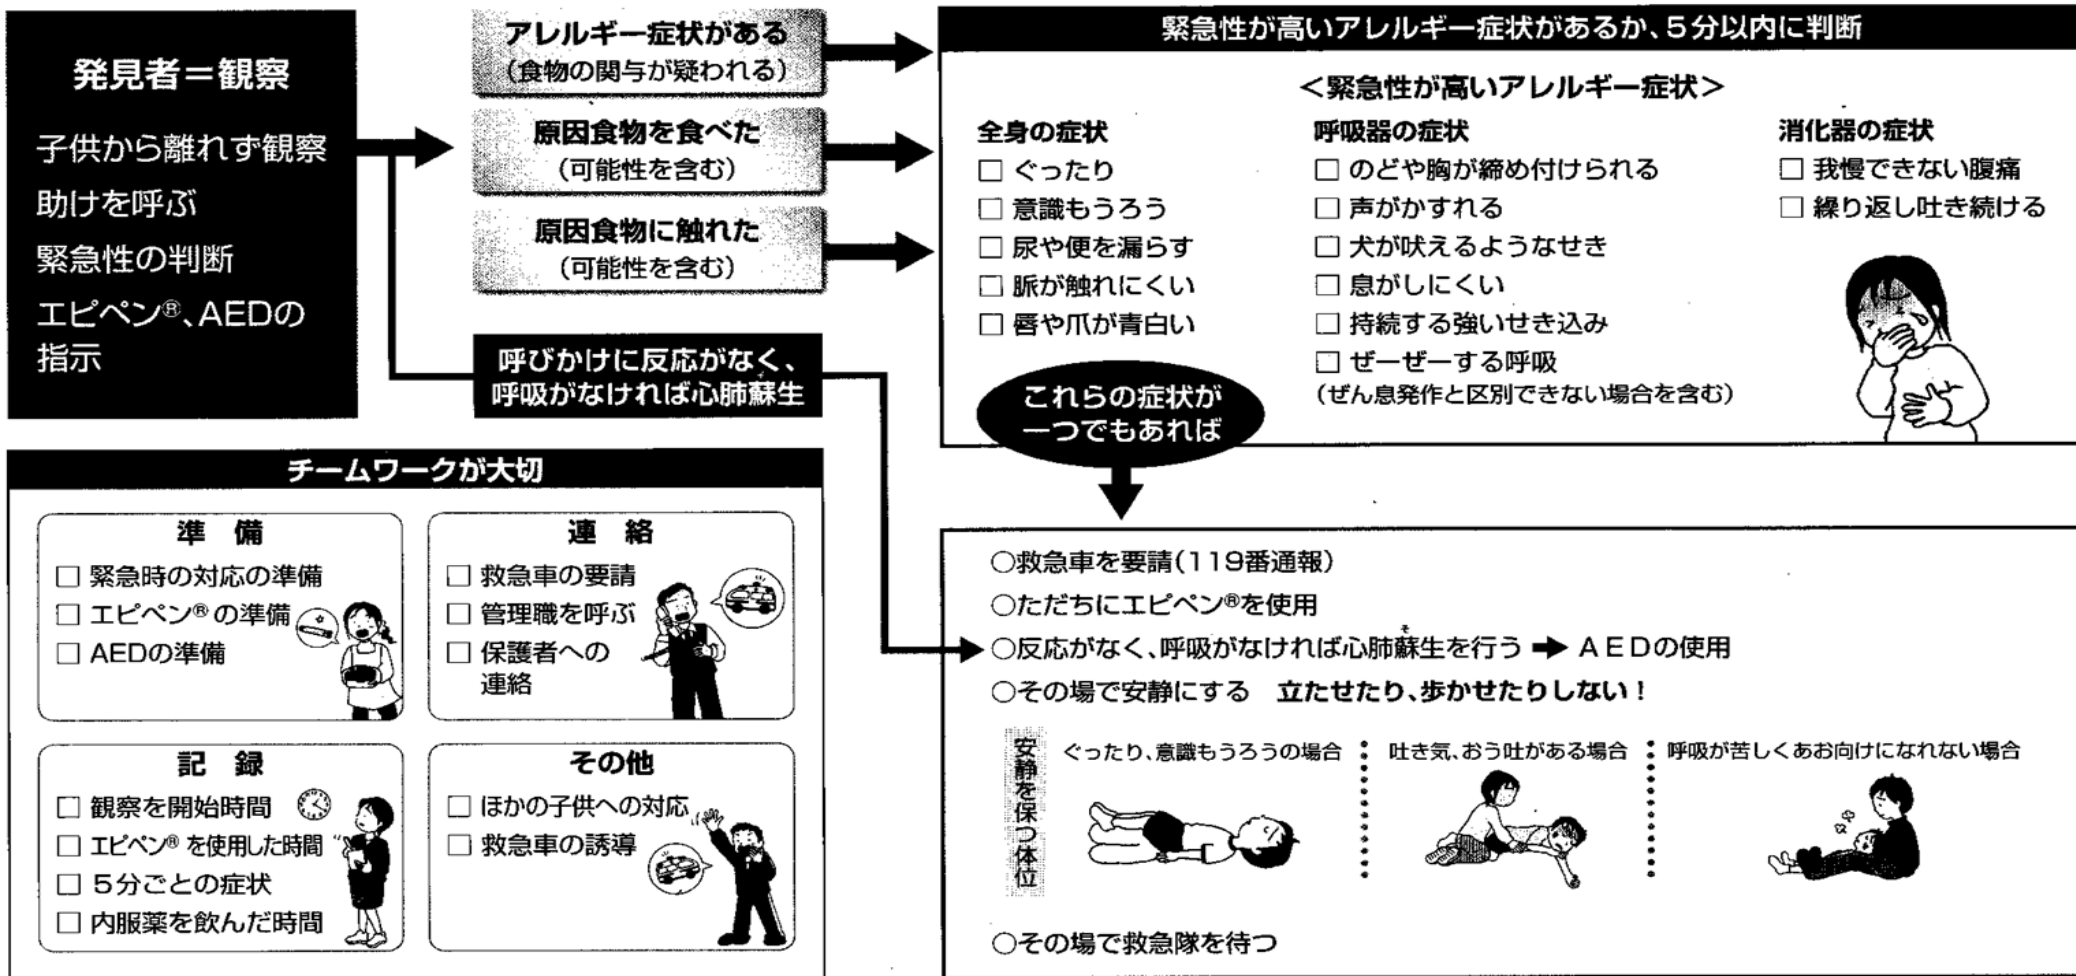 発見者＝観察
子供から離れず観察
助けを呼ぶ
緊急性の判断
エピペン®、AEDの
指示
アレルギー症状がある
（食物の関与が疑われる）
原因食物を食べた
（可能性を含む）
原因食物に触れた
（可能性を含む）
呼びかけに反応がなく、
呼吸がなければ心肺蘇生
緊急性が高いアレルギー症状があるか、５分以内に判断
＜緊急性が高いアレルギー症状＞
全身の症状
□ ぐったり
□ 意識もうろう
□ 尿や便を漏らす
□ 脈が触れにくい
□ 唇や爪が青白い
呼吸器の症状
□ のどや胸が締め付けられる
□ 声がかすれる
□ 犬が吠えるようなせき
□ 息がしにくい
□ 持続する強いせき込み
□ ぜーぜーする呼吸
（ぜん息発作と区別できない場合を含む）
消化器の症状
□ 我慢できない腹痛
□ 繰り返し吐き続ける
これらの症状が
一つでもあれば
チームワークが大切
準 備
□ 緊急時の対応の準備
□ エピペン®の準備
□ AEDの準備
連 絡
□ 救急車の要請
□ 管理職を呼ぶ
□ 保護者への
連絡
記 録
□ 観察を開始時間
□ エピペン®を使用した時間
□ ５分ごとの症状
□ 内服薬を飲んだ時間
その他
□ ほかの子供への対応
□ 救急車の誘導
○救急車を要請(119番通報)
○ただちにエピペン®を使用
そ
○反応がなく、呼吸がなければ心肺蘇生を行う ➡ ＡＥＤの使用
○その場で安静にする 立たせたり、歩かせたりしない！
安静を保つ体位
ぐったり、意識もうろうの場合
吐き気、おう吐がある場合
呼吸が苦しくあお向けになれない場合
○その場で救急隊を待つ